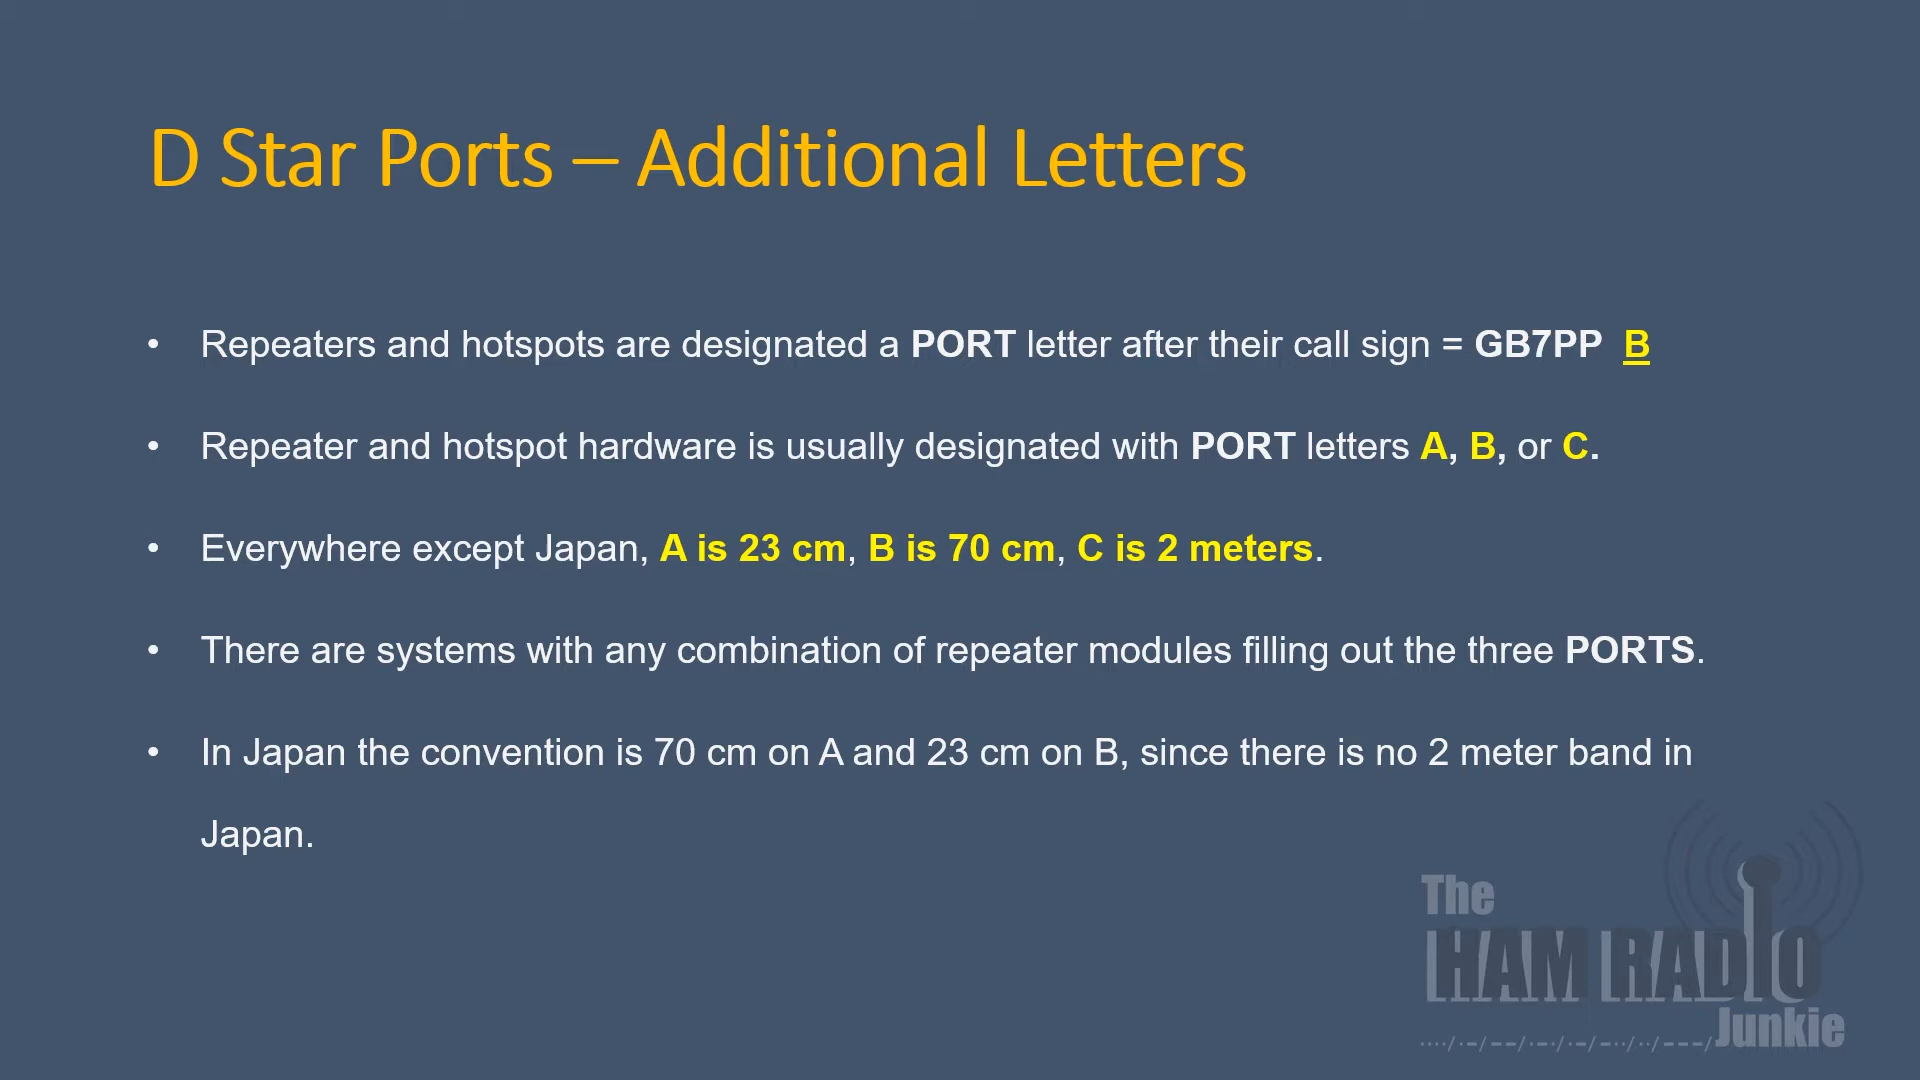 D Star Ports – Additional Letters
• Repeaters and hotspots are designated a PORT letter after their call sign = GB7PP B
• Repeater and hotspot hardware is usually designated with PORT letters A, B, or C.
• Everywhere except Japan, A is 23 cm, B is 70 cm, C is 2 meters.
• There are systems with any combination of repeater modules filling out the three PORTS.
• In Japan the convention is 70 cm on A and 23 cm on B, since there is no 2 meter band in
Japan.
The
HAM RADIO
Junkie
····/·–/––/·–·/·–/–··/··/–––/